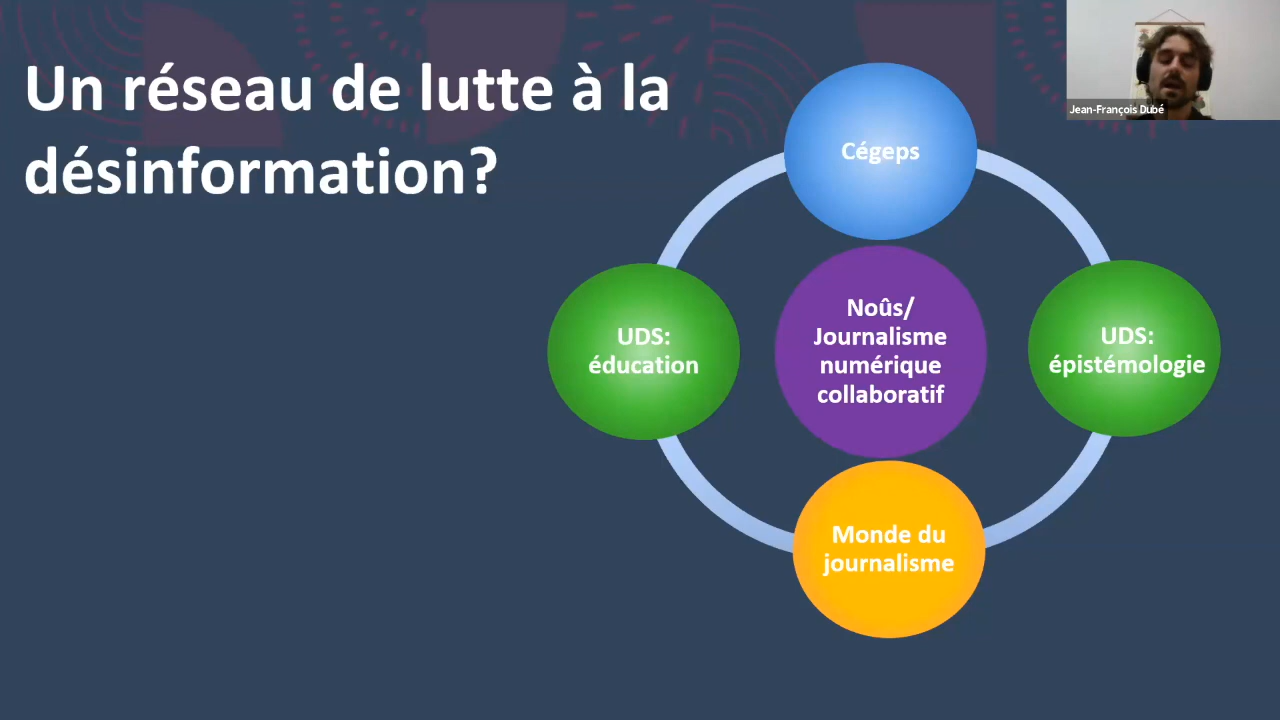 Un réseau de lutte à la
désinformation?
Jean-François Dubé
Cégeps
UDS:
éducation
Noûs/
Journalisme
numérique
collaboratif
UDS:
épistémologie
Monde du
journalisme